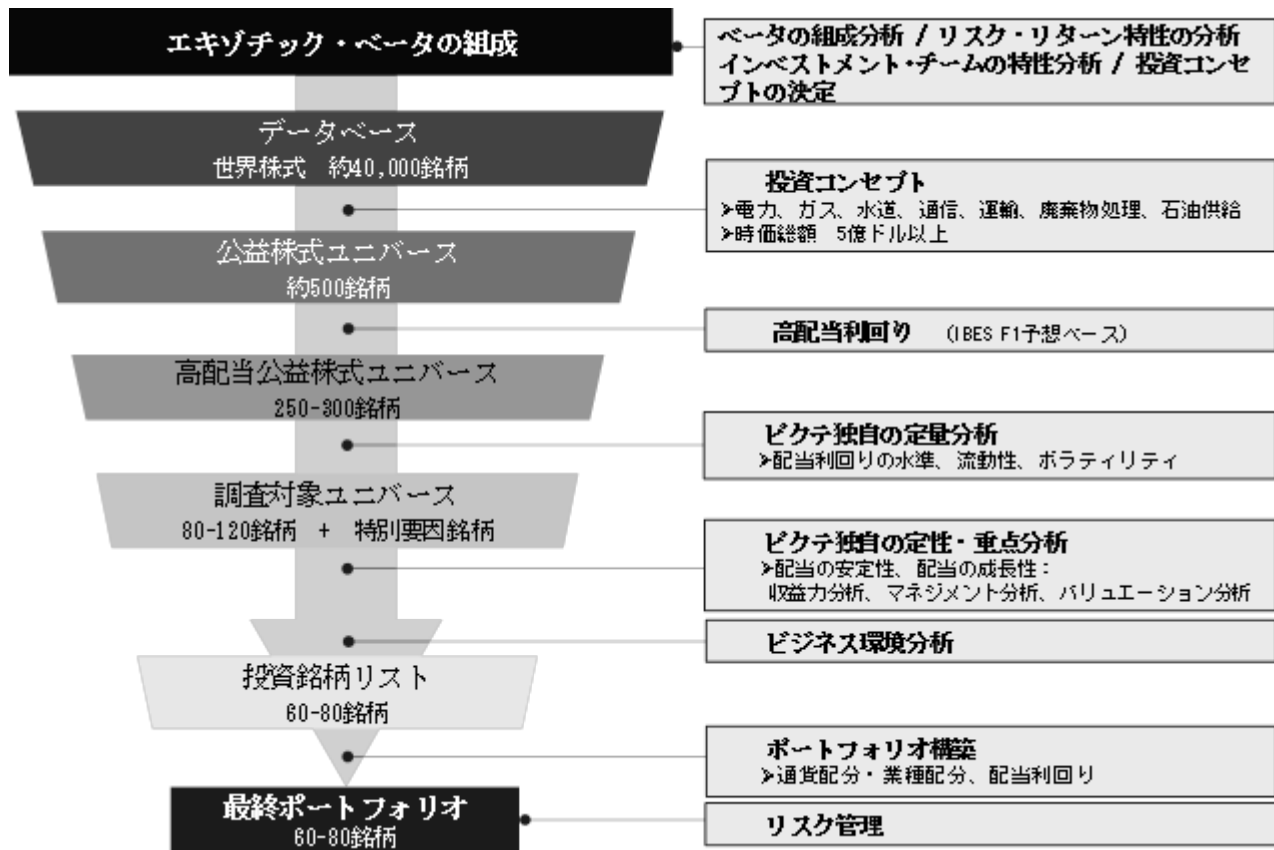 エキゾチック・ベータの組成
ベータの組成分析 / リスク・リターン特性の分析
インベストメント・チームの特性分析 / 投資コンセ
プトの決定
データベース
世界株式　約40,000銘柄
投資コンセプト
➢電力、ガス、水道、通信、運輸、廃棄物処理、石油供給
➢時価総額　5億ドル以上
公益株式ユニバース
約500銘柄
高配当利回り　（IBES F1予想ベース）
高配当公益株式ユニバース
250-300銘柄
ピクテ独自の定量分析
➢配当利回りの水準、流動性、ボラティリティ
調査対象ユニバース
80-120銘柄　+　特別要因銘柄
ピクテ独自の定性・重点分析
➢配当の安定性、配当の成長性：
収益力分析、マネジメント分析、バリュエーション分析
ビジネス環境分析
投資銘柄リスト
60-80銘柄
ポートフォリオ構築
➢通貨配分・業種配分、配当利回り
最終ポートフォリオ
60-80銘柄
リスク管理